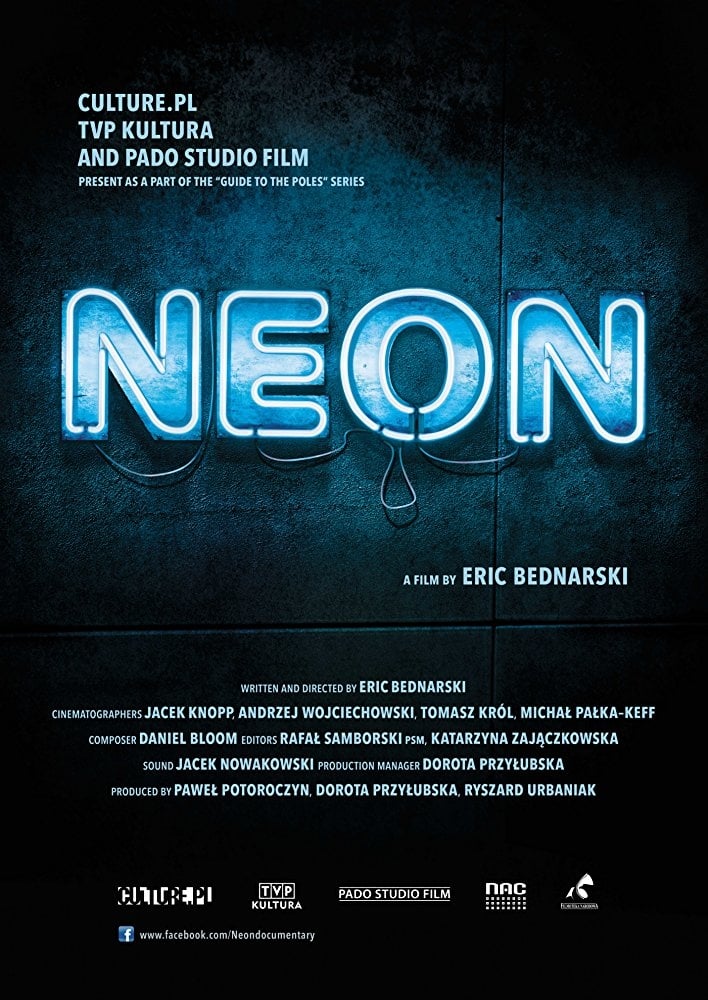 CULTURE.PL
TVP KULTURA
AND PADO STUDIO FILM
PRESENT AS A PART OF THE “GUIDE TO THE POLES” SERIES
NEON
A FILM BY ERIC BEDNARSKI
WRITTEN AND DIRECTED BY ERIC BEDNARSKI
CINEMATOGRAPHERS JACEK KNOPP, ANDRZEJ WOJCIECHOWSKI, TOMASZ KRÓL, MICHAŁ PAŁKA-KEFF
COMPOSER DANIEL BLOOM EDITORS RAFAŁ SAMBORSKI PSM, KATARZYNA ZAJĄCZKOWSKA
SOUND JACEK NOWAKOWSKI PRODUCTION MANAGER DOROTA PRZYŁUBSKA
PRODUCED BY PAWEŁ POTOROCZYN, DOROTA PRZYŁUBSKA, RYSZARD URBANIAK
CULTURE.PL TVP KULTURA PADO STUDIO FILM NAC
f www.facebook.com/Neondocumentary